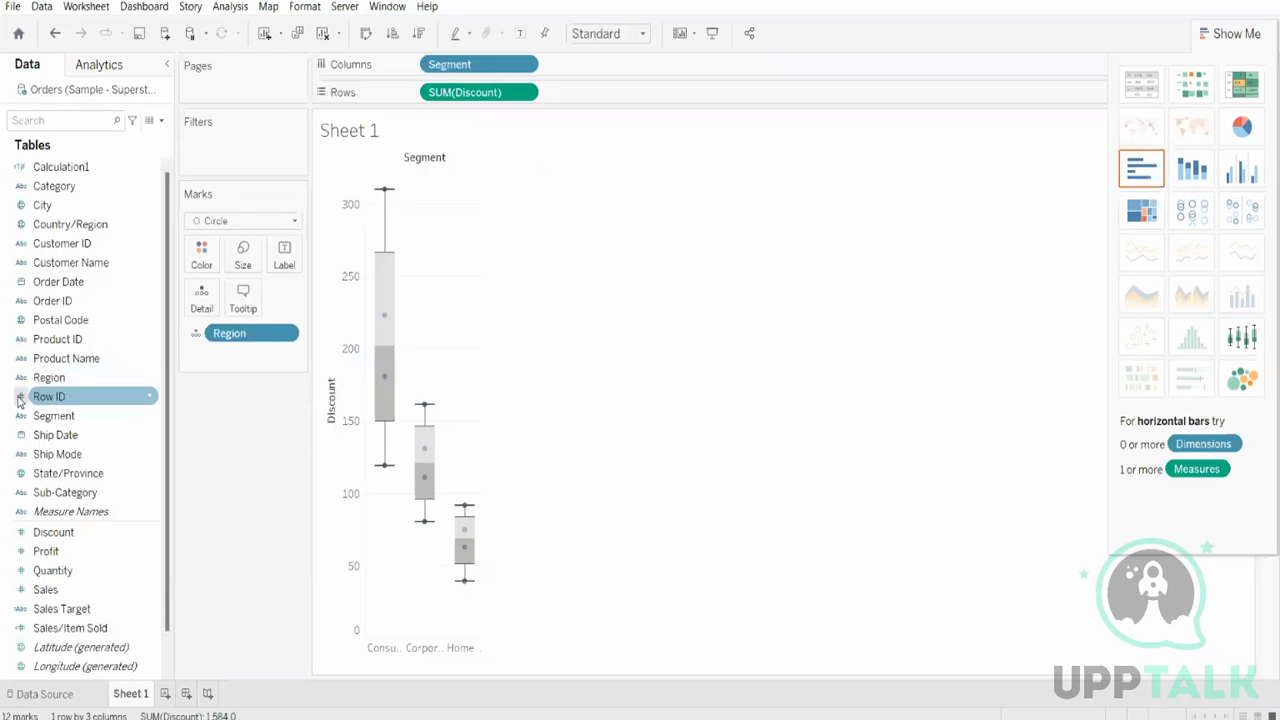 File Data Worksheet Dashboard Story Analysis Map Format Server Window Help
Standard
Show Me
Data Analytics
Pages
Columns Segment
Orders (Sample - Superst...
Rows SUM(Discount)
Search
Filters
Sheet 1
Tables
Segment
Calculation1
Category
City
Country/Region
Customer ID
Customer Name
Order Date
Order ID
Postal Code
Product ID
Product Name
Region
Row ID
Segment
Ship Date
Ship Mode
State/Province
Sub-Category
Measure Names
Discount
Profit
Quantity
Sales
Sales Target
Sales/Item Sold
Latitude (generated)
Longitude (generated)
Marks
Circle
Color Size Label
Detail Tooltip
Region
Discount
300
250
200
150
100
50
0
Consu.. Corpor.. Home ..
For horizontal bars try
0 or more Dimensions
1 or more Measures
UPPTALK
Data Source Sheet 1
12 marks 1 row by 3 columns SUM(Discount): 1,584.0